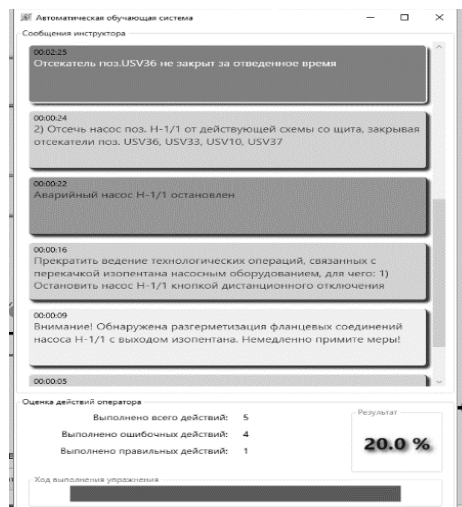 Автоматическая обучающая система
Сообщения инструктора
00:02:25
Отсекатель поз.USV36 не закрыт за отведенное время
00:00:24
2) Отсечь насос поз. Н-1/1 от действующей схемы со щита, закрывая
отсекатели поз. USV36, USV33, USV10, USV37
00:00:22
Аварийный насос Н-1/1 остановлен
00:00:16
Прекратить ведение технологических операций, связанных с
перекачкой изопентана насосным оборудованием, для чего: 1)
Остановить насос Н-1/1 кнопкой дистанционного отключения
00:00:09
Внимание! Обнаружена разгерметизация фланцевых соединений
насоса Н-1/1 с выходом изопентана. Немедленно примите меры!
00:00:05
Оценка действий оператора
Выполнено всего действий: 5
Выполнено ошибочных действий: 4
Выполнено правильных действий: 1
Результат
20.0 %
Ход выполнения упражнения